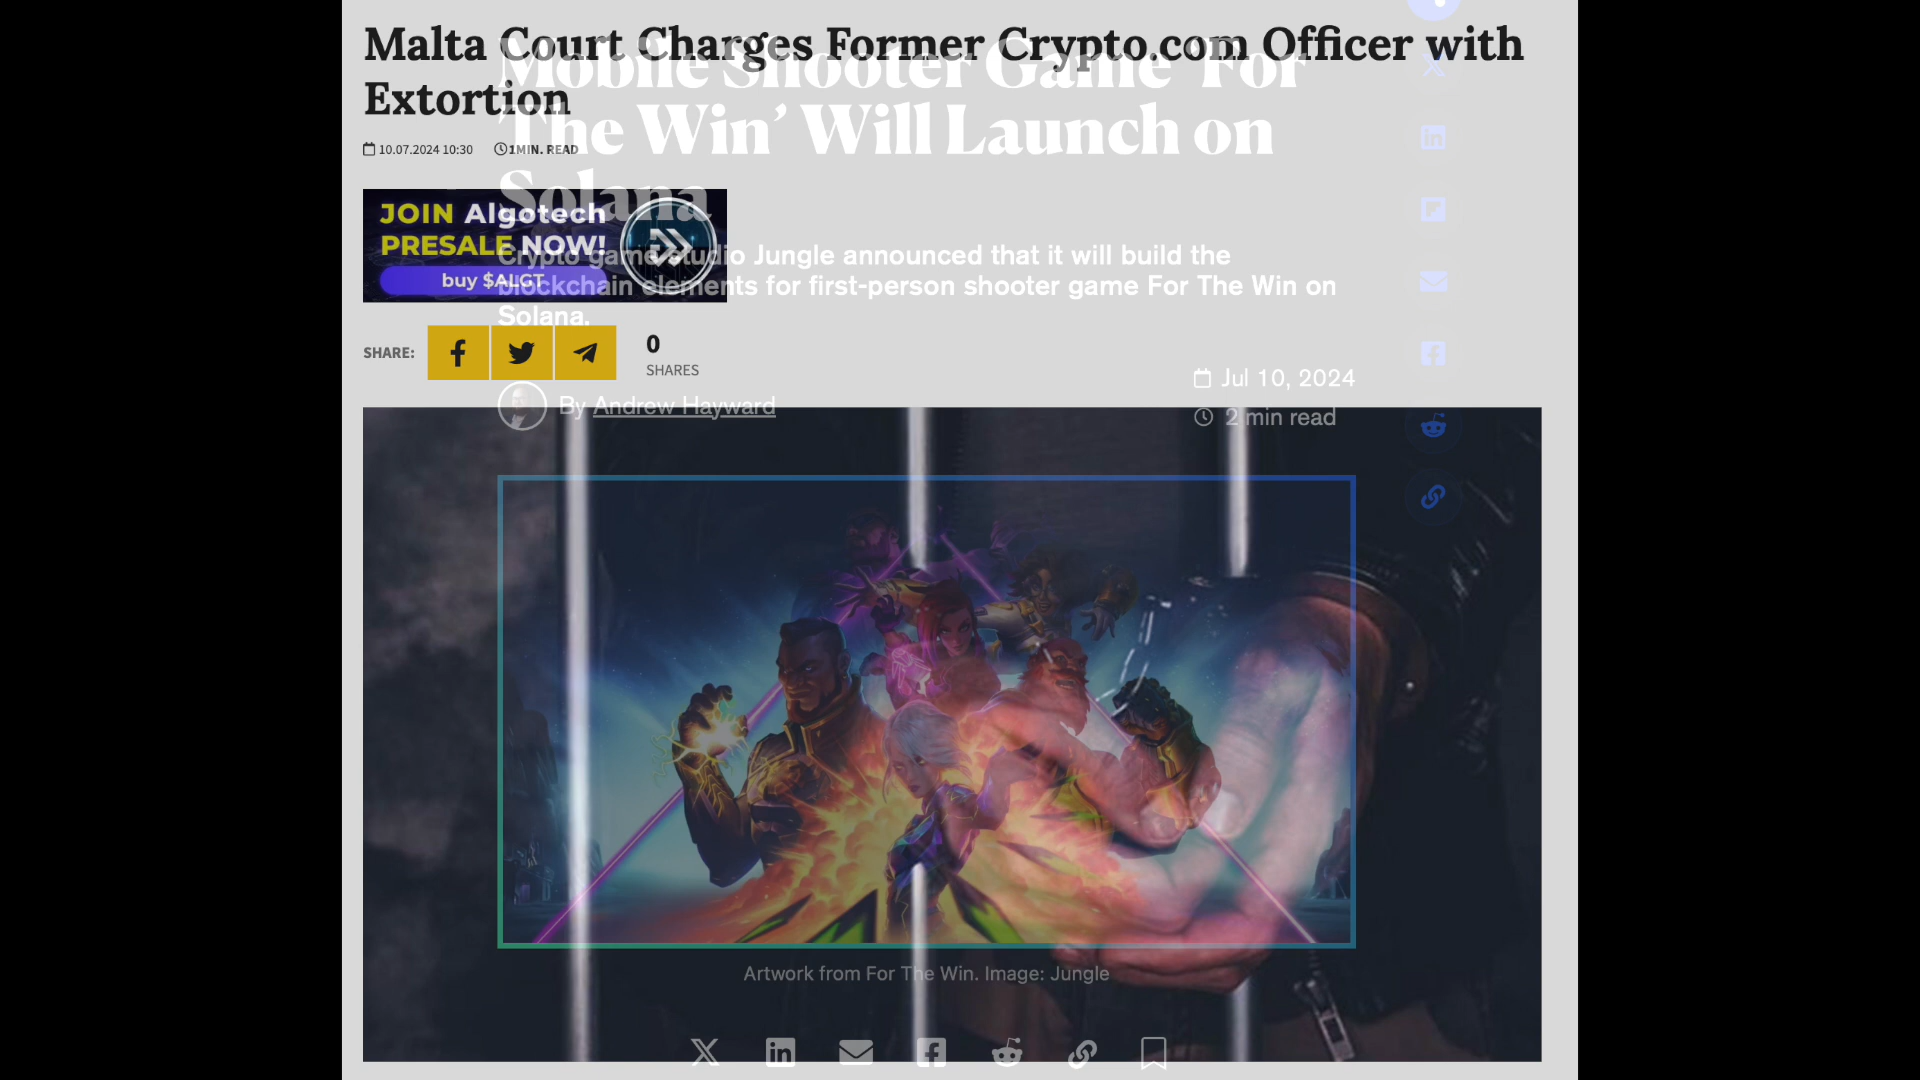 Malta Court Charges Former Crypto.com Officer with
Extortion
10.07.2024 10:30 1 MIN. READ
JOIN Algotech
PRESALE NOW!
buy $ALGT
SHARE:
0
SHARES
Mobile Shooter Game ‘For
The Win’ Will Launch on
Solana
Crypto game studio Jungle announced that it will build the
blockchain elements for first-person shooter game For The Win on
Solana.
By Andrew Hayward
Jul 10, 2024
2 min read
Artwork from For The Win. Image: Jungle